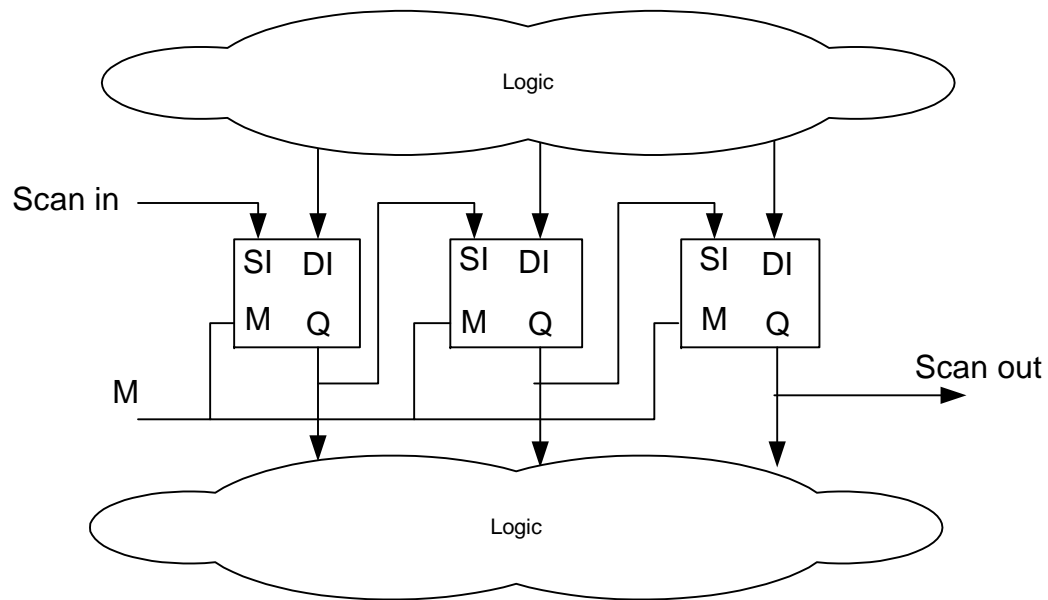 Logic
Scan in
SI DI
M Q
SI DI
M Q
SI DI
M Q
M
Scan out
Logic